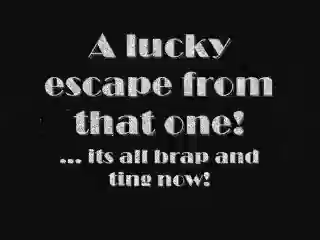 A lucky
escape from
that one!
... its all brap and
ting now!